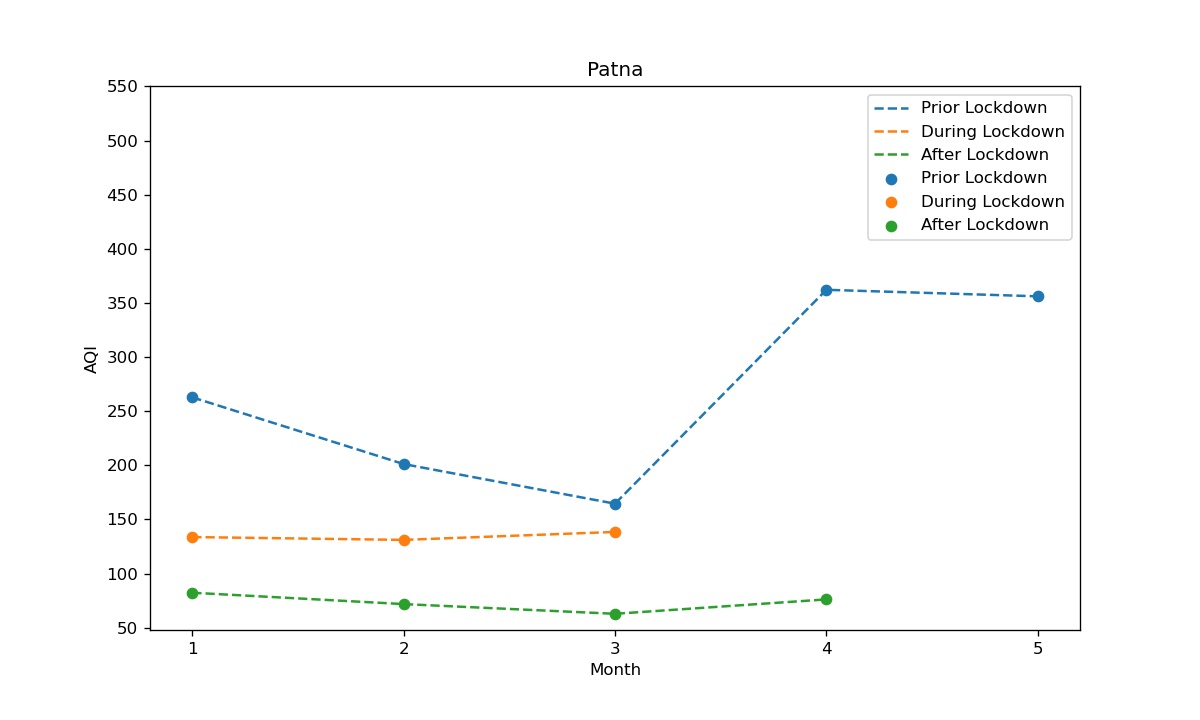 Patna
550
500
450
400
350
300
250
200
150
100
50
AQI
1 2 3 4 5
Month
Prior Lockdown
During Lockdown
After Lockdown
Prior Lockdown
During Lockdown
After Lockdown